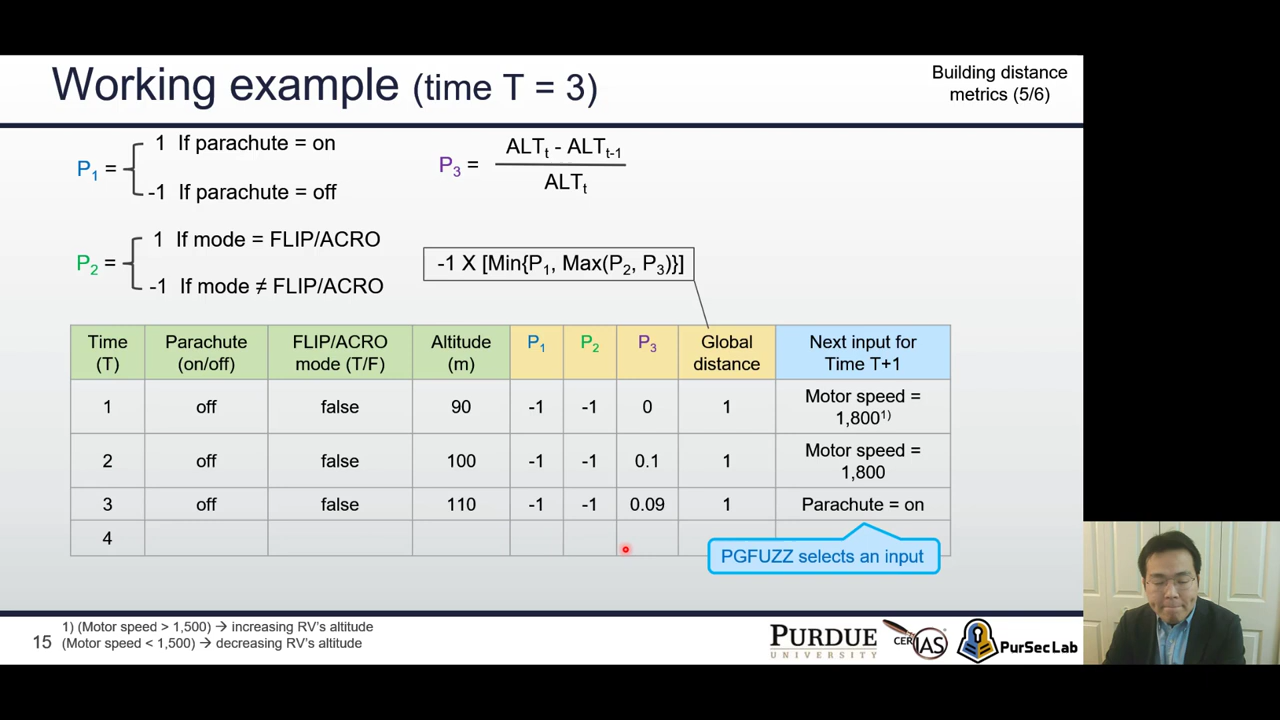 Working example (time T = 3)
Building distance
metrics (5/6)
P1 =
1 If parachute = on
-1 If parachute = off
P3 =
ALTt - ALTt-1
ALTt
P2 =
1 If mode = FLIP/ACRO
-1 If mode ≠ FLIP/ACRO
-1 X [Min{P1, Max(P2, P3)}]
Time
(T)
Parachute
(on/off)
FLIP/ACRO
mode (T/F)
Altitude
(m)
P1
P2
P3
Global
distance
Next input for
Time T+1
1 off false 90 -1 -1 0 1 Motor speed =
1,8001)
2 off false 100 -1 -1 0.1 1 Motor speed =
1,800
3 off false 110 -1 -1 0.09 1 Parachute = on
4
PGFUZZ selects an input
1) (Motor speed > 1,500) → increasing RV's altitude
(Motor speed < 1,500) → decreasing RV's altitude
15
PURDUE
UNIVERSITY
CERIAS
PurSecLab